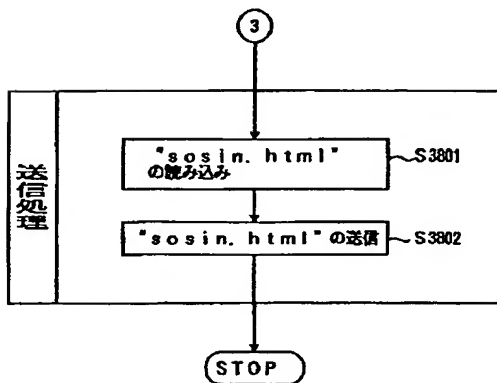 3
送信処理
"sosin. html"
の読み込み
S3801
"sosin. html"の送信
S3802
STOP